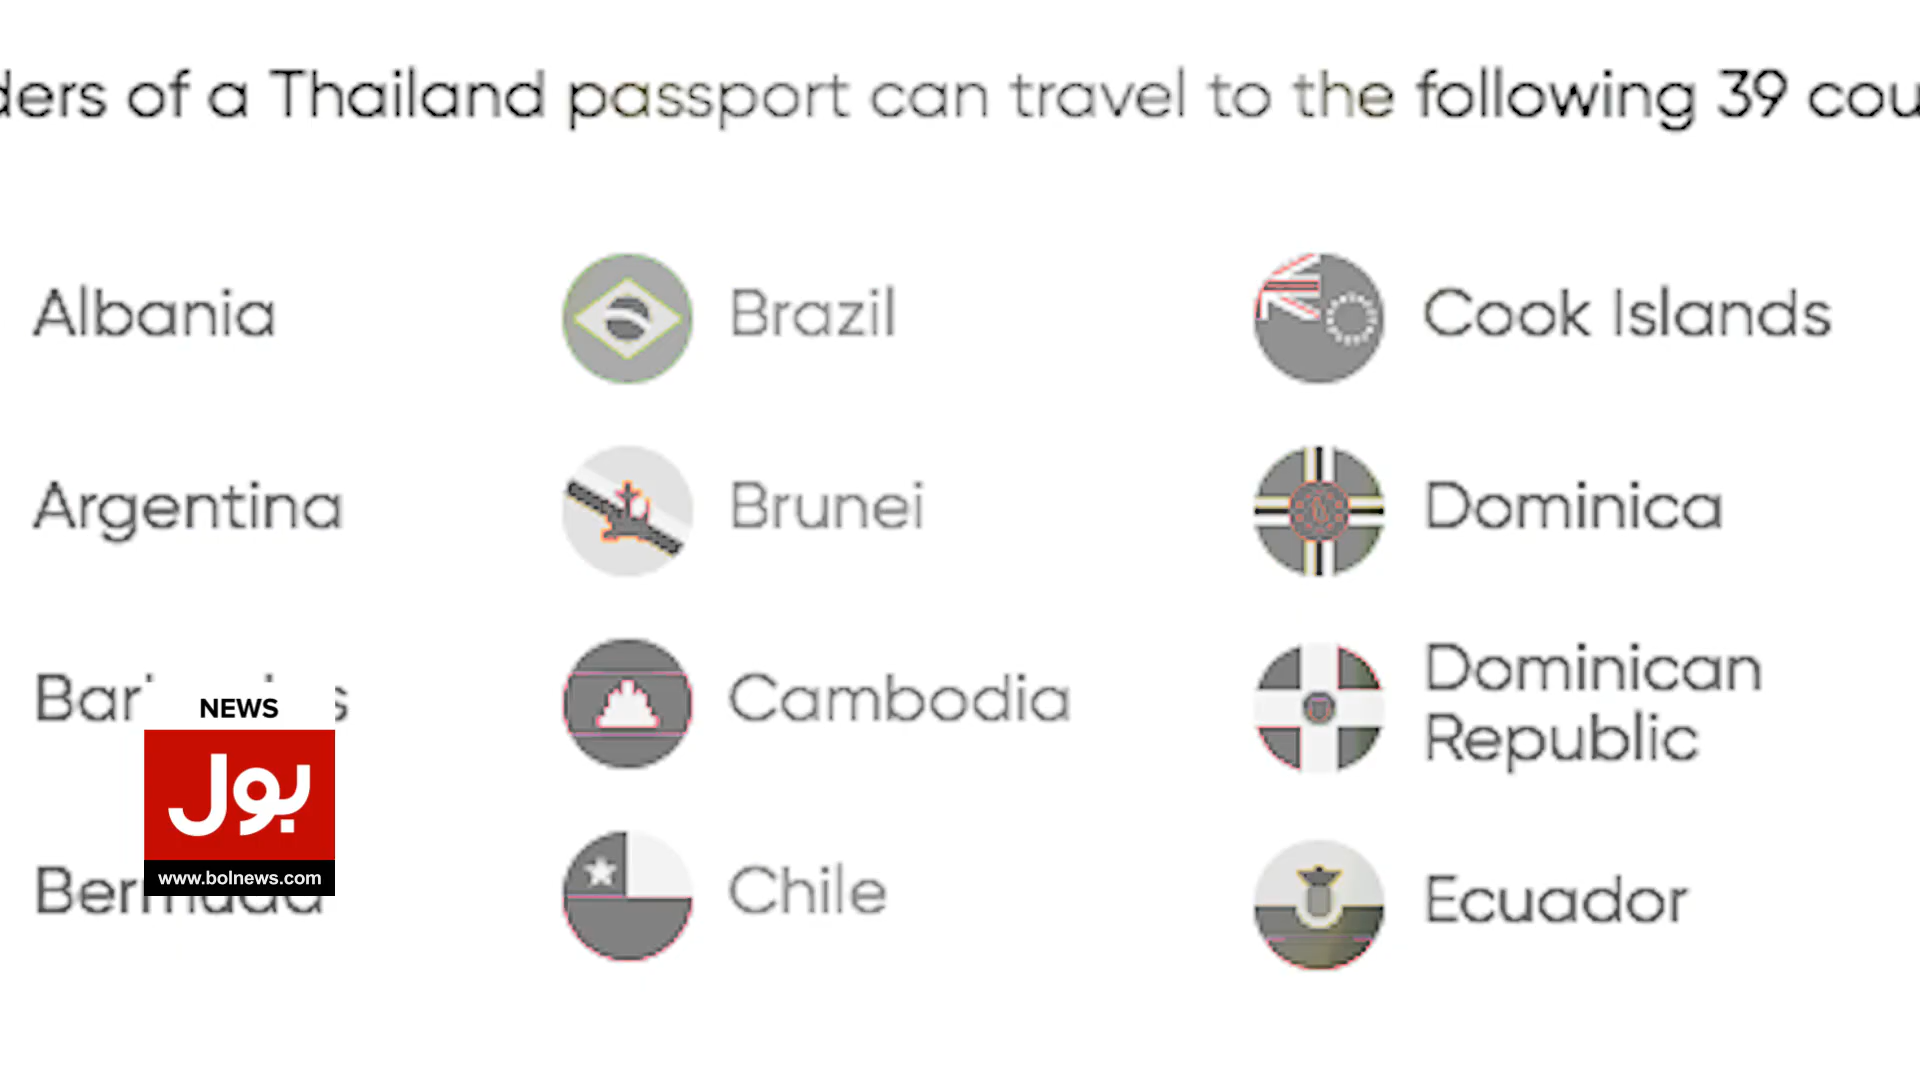 ders of a Thailand passport can travel to the following 39 cou
Albania
Brazil
Cook Islands
Argentina
Brunei
Dominica
Cambodia
Dominican
Republic
NEWS
بول
www.bolnews.com
Chile
Ecuador